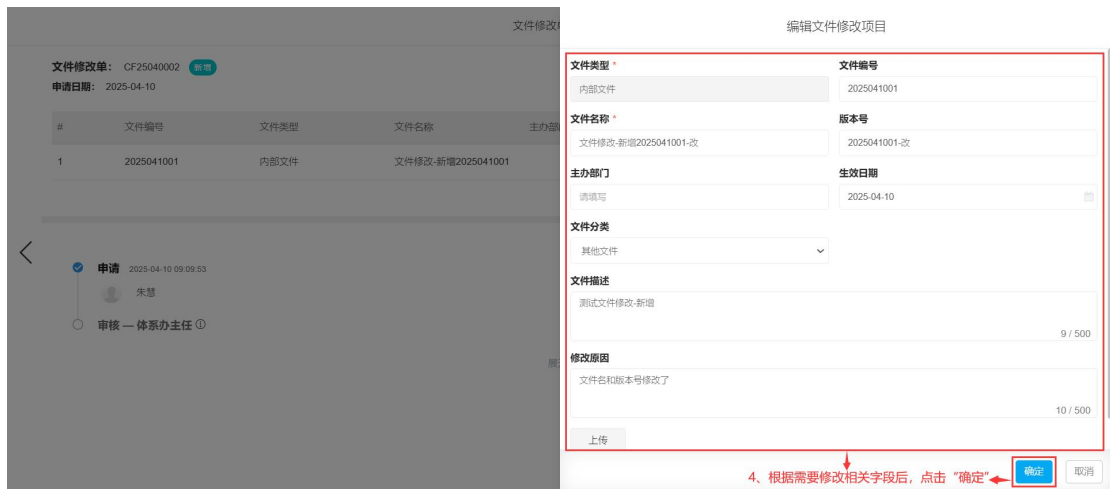 文件修改
编辑文件修改项目
文件修改单： CF25040002 新增
申请日期： 2025-04-10
# 文件编号 文件类型 文件名称 主办部
1 2025041001 内部文件 文件修改-新增2025041001
申请 2025-04-10 09:09:53
朱慧
审核 — 体系办主任
展
文件类型 * 文件编号
内部文件 2025041001
文件名称 * 版本号
文件修改-新增2025041001-改 2025041001-改
主办部门 生效日期
请填写 2025-04-10
文件分类
其他文件
文件描述
测试文件修改-新增
9 / 500
修改原因
文件名和版本号修改了
10 / 500
上传
4、根据需要修改相关字段后，点击“确定”
确定 取消